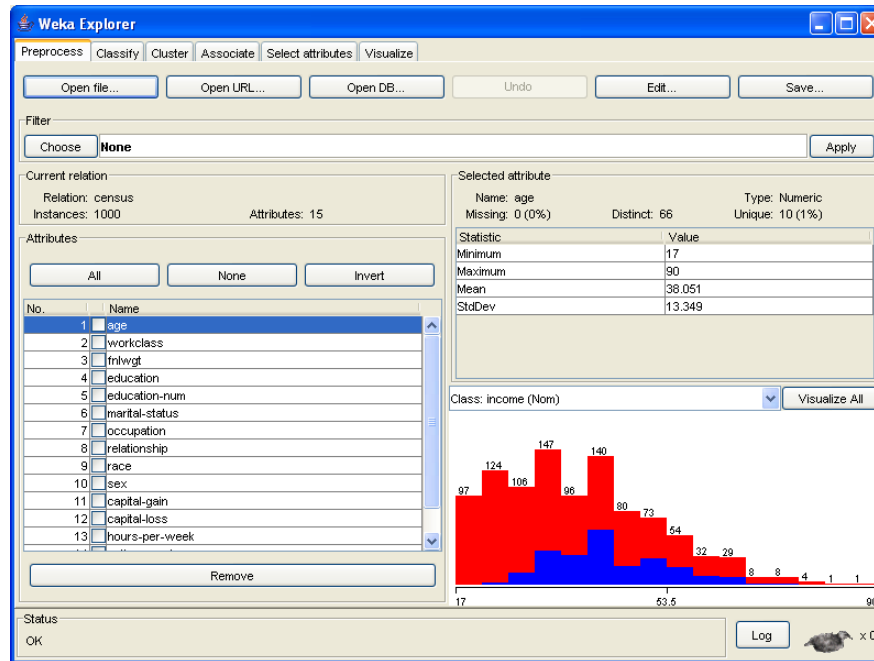 Weka Explorer
Preprocess Classify Cluster Associate Select attributes Visualize
Open file... Open URL... Open DB... Undo Edit... Save...
Filter
Choose None Apply
Current relation
Relation: census
Instances: 1000 Attributes: 15
Attributes
All None Invert
No. Name
1 age
2 workclass
3 fnlwgt
4 education
5 education-num
6 marital-status
7 occupation
8 relationship
9 race
10 sex
11 capital-gain
12 capital-loss
13 hours-per-week
Remove
Selected attribute
Name: age Type: Numeric
Missing: 0 (0%) Distinct: 66 Unique: 10 (1%)
Statistic Value
Minimum 17
Maximum 90
Mean 38.051
StdDev 13.349
Class: income (Nom) Visualize All
97 124 106 147 96 140 80 73 54 32 29 8 8 4 1 1
17 53.5
Status
OK
Log x 0